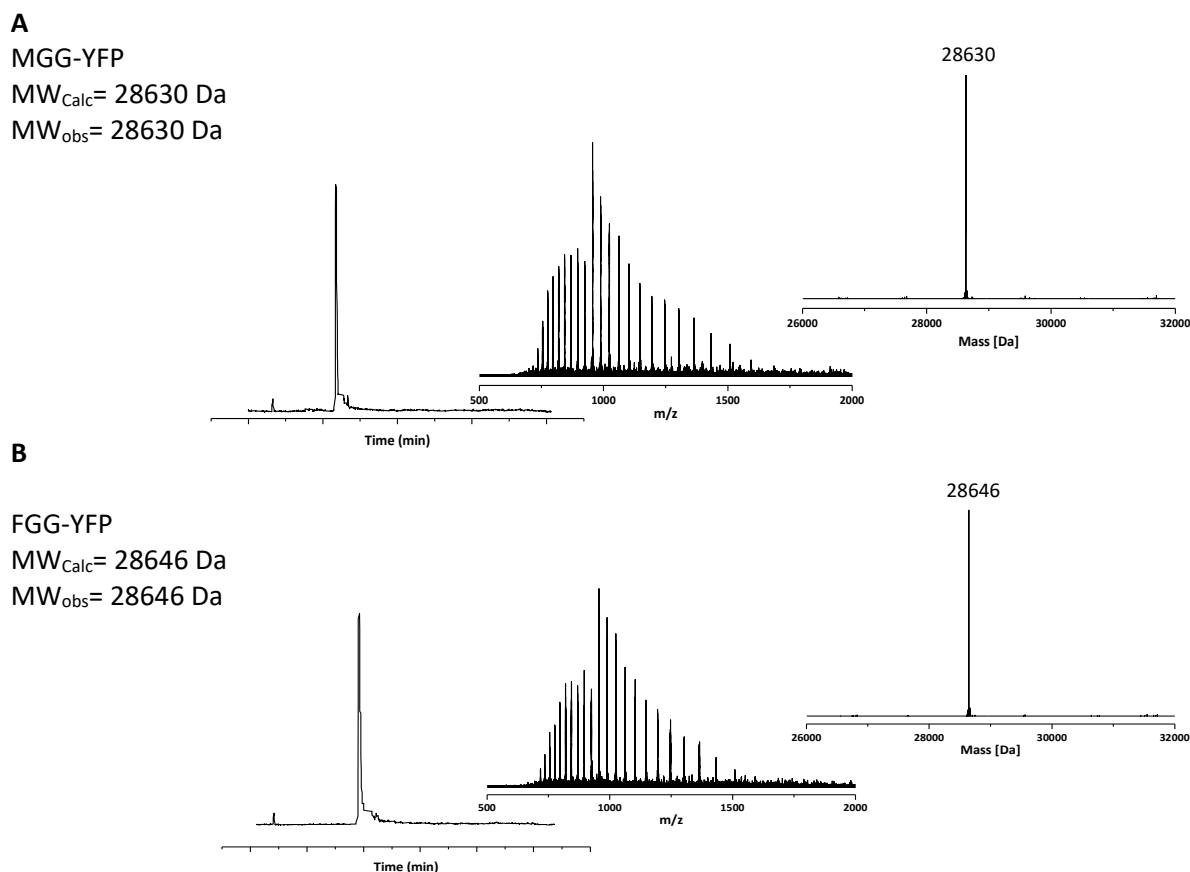 A
MGG-YFP
MWCalc= 28630 Da
MWobs= 28630 Da
28630
26000 28000 30000 32000
Mass [Da]
500 1000 1500 2000
m/z
Time (min)
B
FGG-YFP
MWCalc= 28646 Da
MWobs= 28646 Da
28646
26000 28000 30000 32000
Mass [Da]
500 1000 1500 2000
m/z
Time (min)